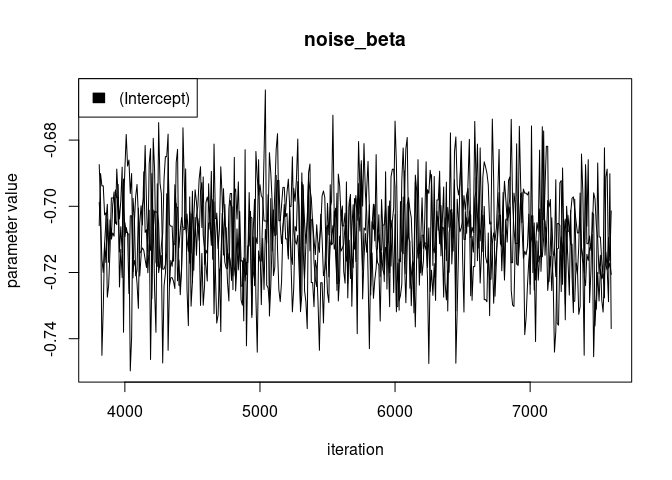 noise_beta
(Intercept)
-0.68
-0.70
-0.72
-0.74
parameter value
4000 5000 6000 7000
iteration